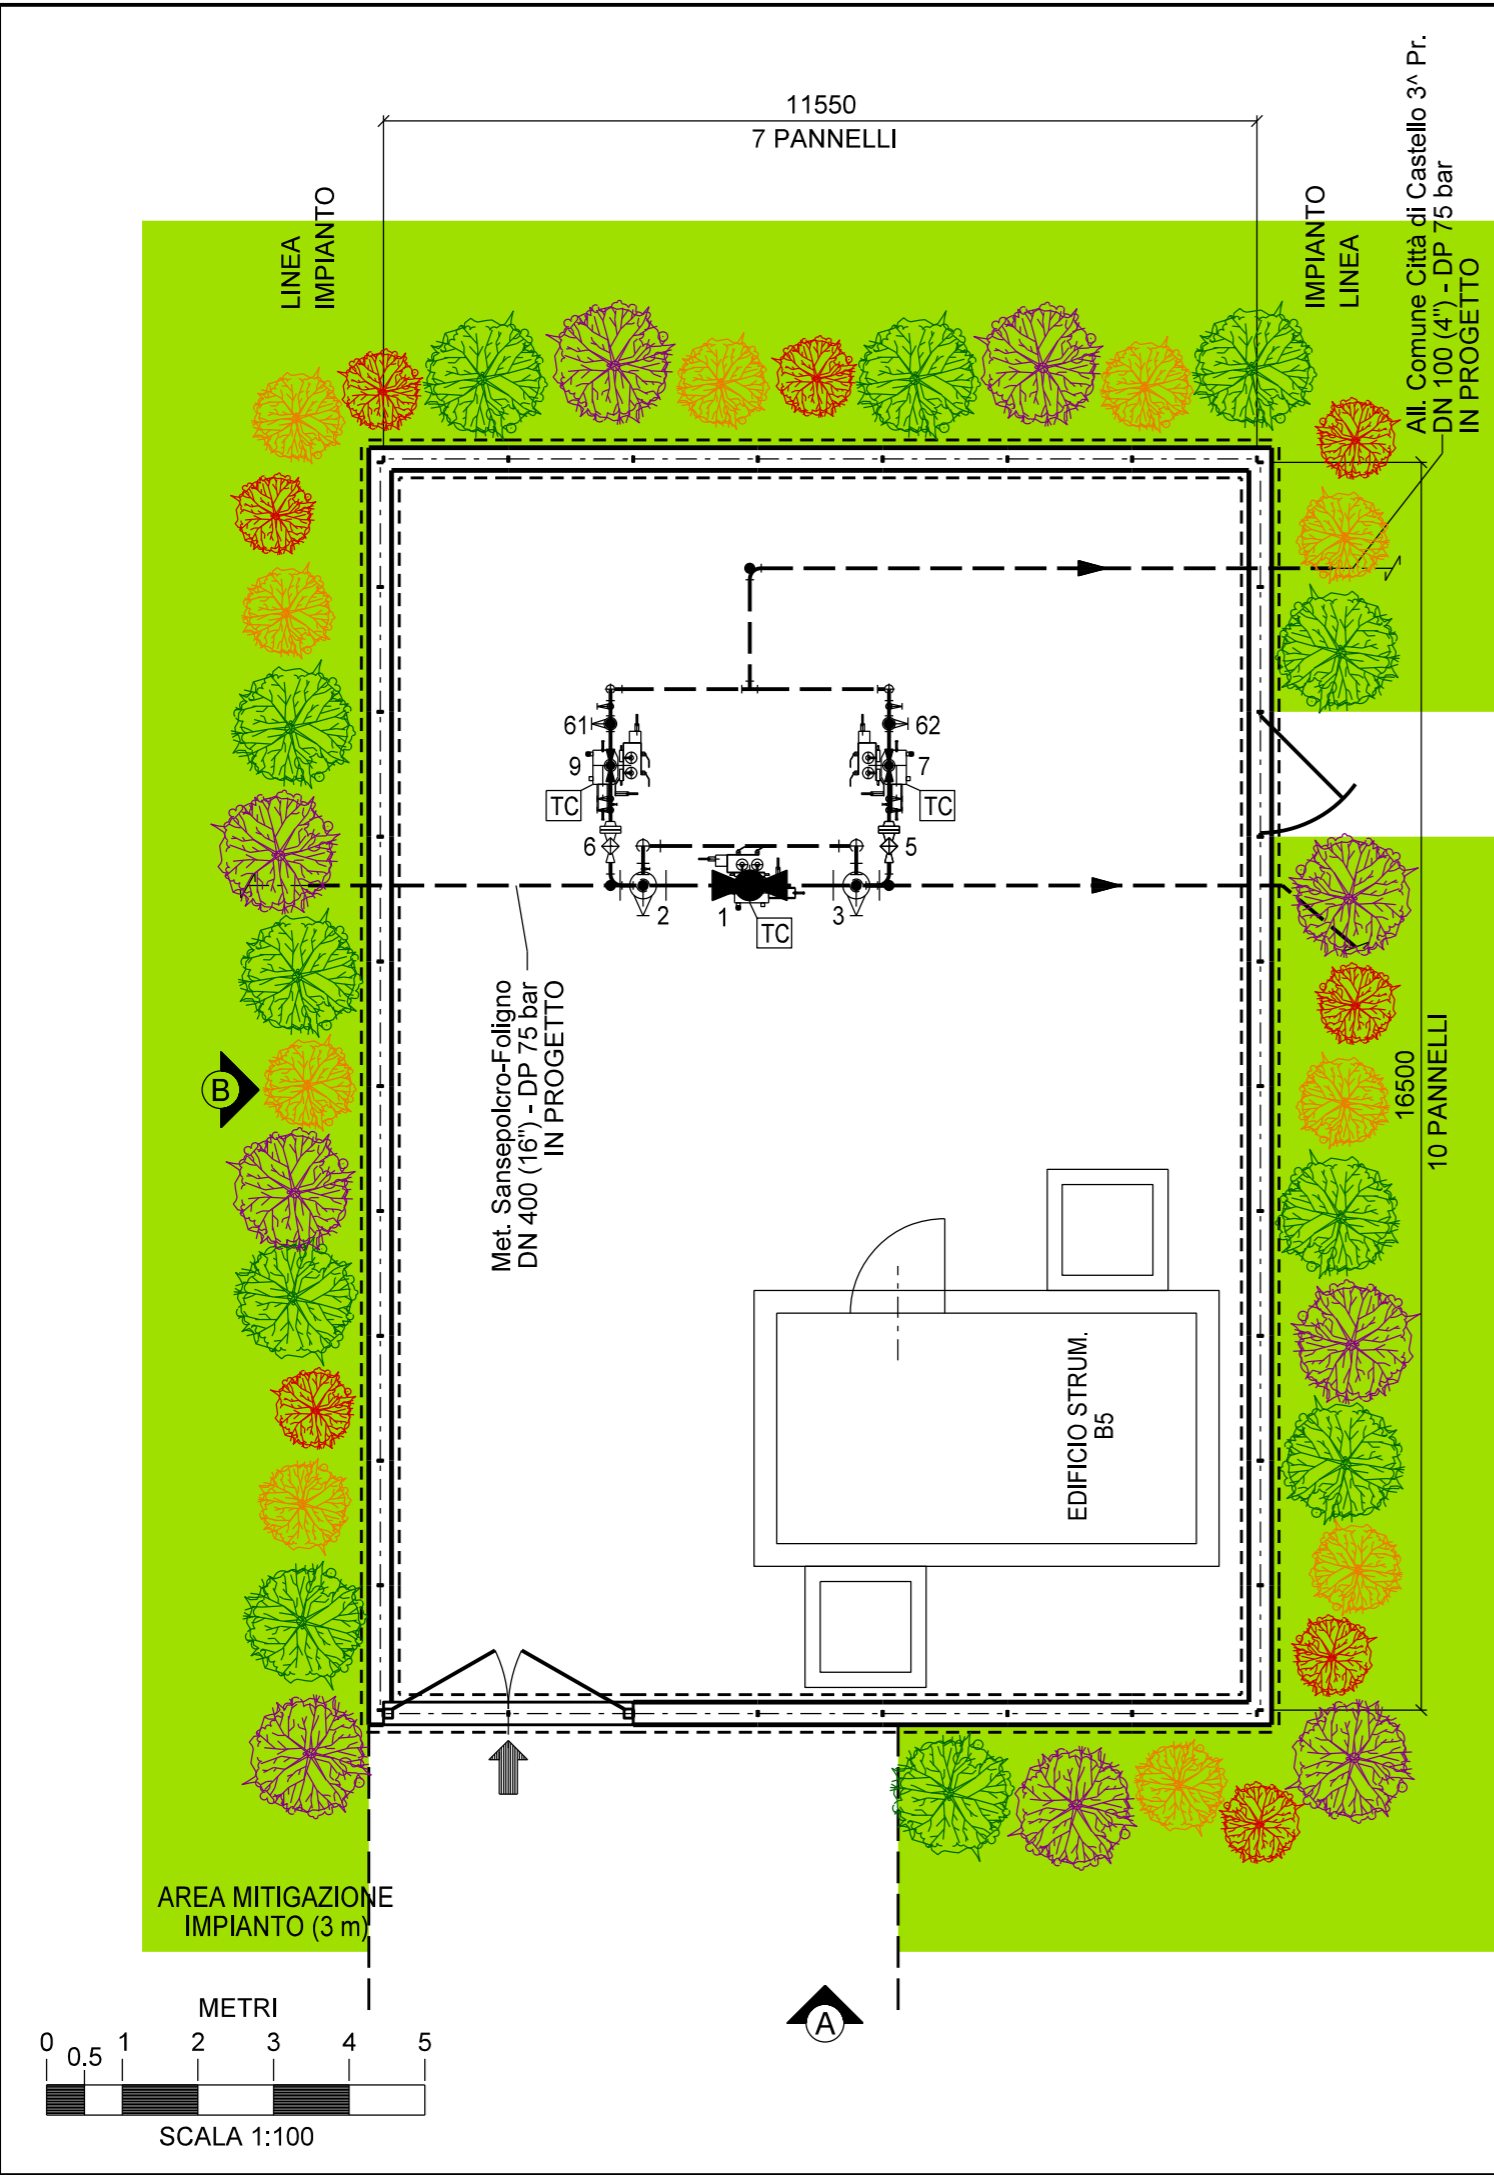 11550
7 PANNELLI
LINEA
IMPIANTO
IMPIANTO
LINEA
All. Comune Città di Castello 3^ Pr.
DN 100 (4") - DP 75 bar
IN PROGETTO
61
62
9
7
TC
TC
6
5
2
1
3
TC
Met. Sansepolcro-Foligno
DN 400 (16") - DP 75 bar
IN PROGETTO
B
16500
10 PANNELLI
EDIFICIO STRUM.
B5
AREA MITIGAZIONE
IMPIANTO (3 m)
A
METRI
0 0.5 1 2 3 4 5
SCALA 1:100